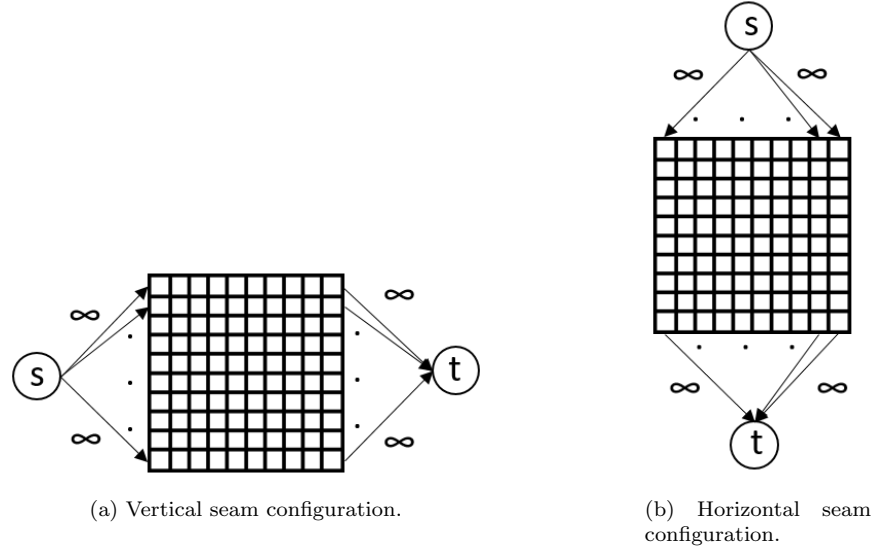 s
∞
∞
∞
∞
s
t
∞
∞
∞
∞
t
(a) Vertical seam configuration.
(b) Horizontal seam
configuration.